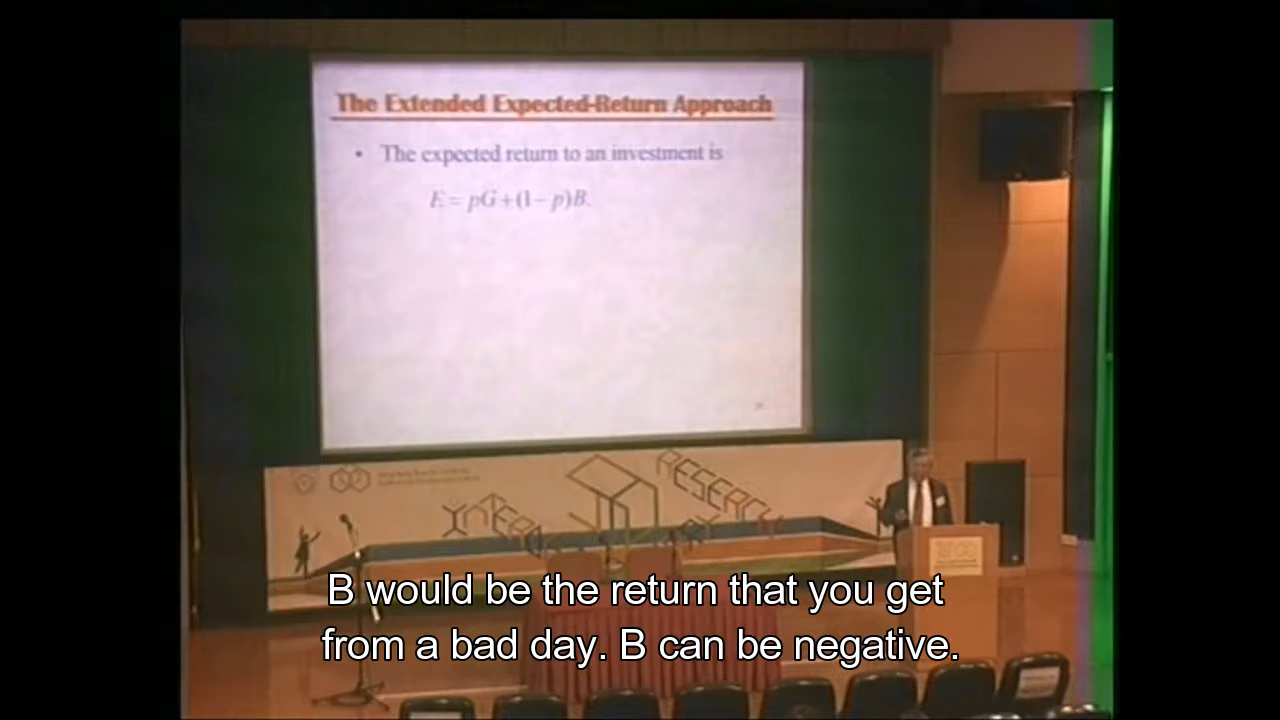 The Extended Expected-Return Approach
• The expected return to an investment is
E = pG + (1 − p)B.
RESEARCH
B would be the return that you get
from a bad day. B can be negative.